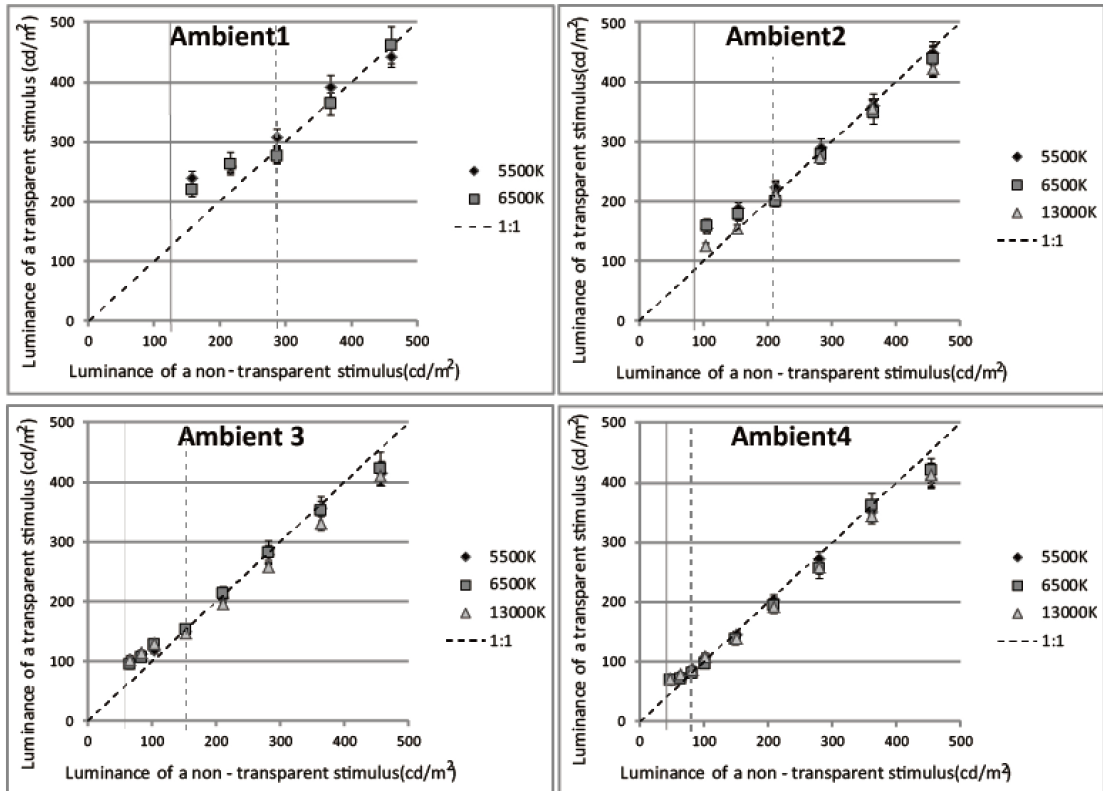 Ambient1
Luminance of a transparent stimulus (cd/m²)
500
400
300
200
100
0
0 100 200 300 400 500
Luminance of a non - transparent stimulus(cd/m²)
5500K
6500K
1:1
Ambient2
Luminance of a transparent stimulus(cd/m²)
500
400
300
200
100
0
0 100 200 300 400 500
Luminance of a non - transparent stimulus(cd/m²)
5500K
6500K
13000K
1:1
Ambient 3
Luminance of a transparent stimulus (cd/m²)
500
400
300
200
100
0
0 100 200 300 400 500
Luminance of a non - transparent stimulus(cd/m²)
5500K
6500K
13000K
1:1
Ambient4
Luminance of a transparent stimulus (cd/m²)
500
400
300
200
100
0
0 100 200 300 400 500
Luminance of a non - transparent stimulus(cd/m²)
5500K
6500K
13000K
1:1